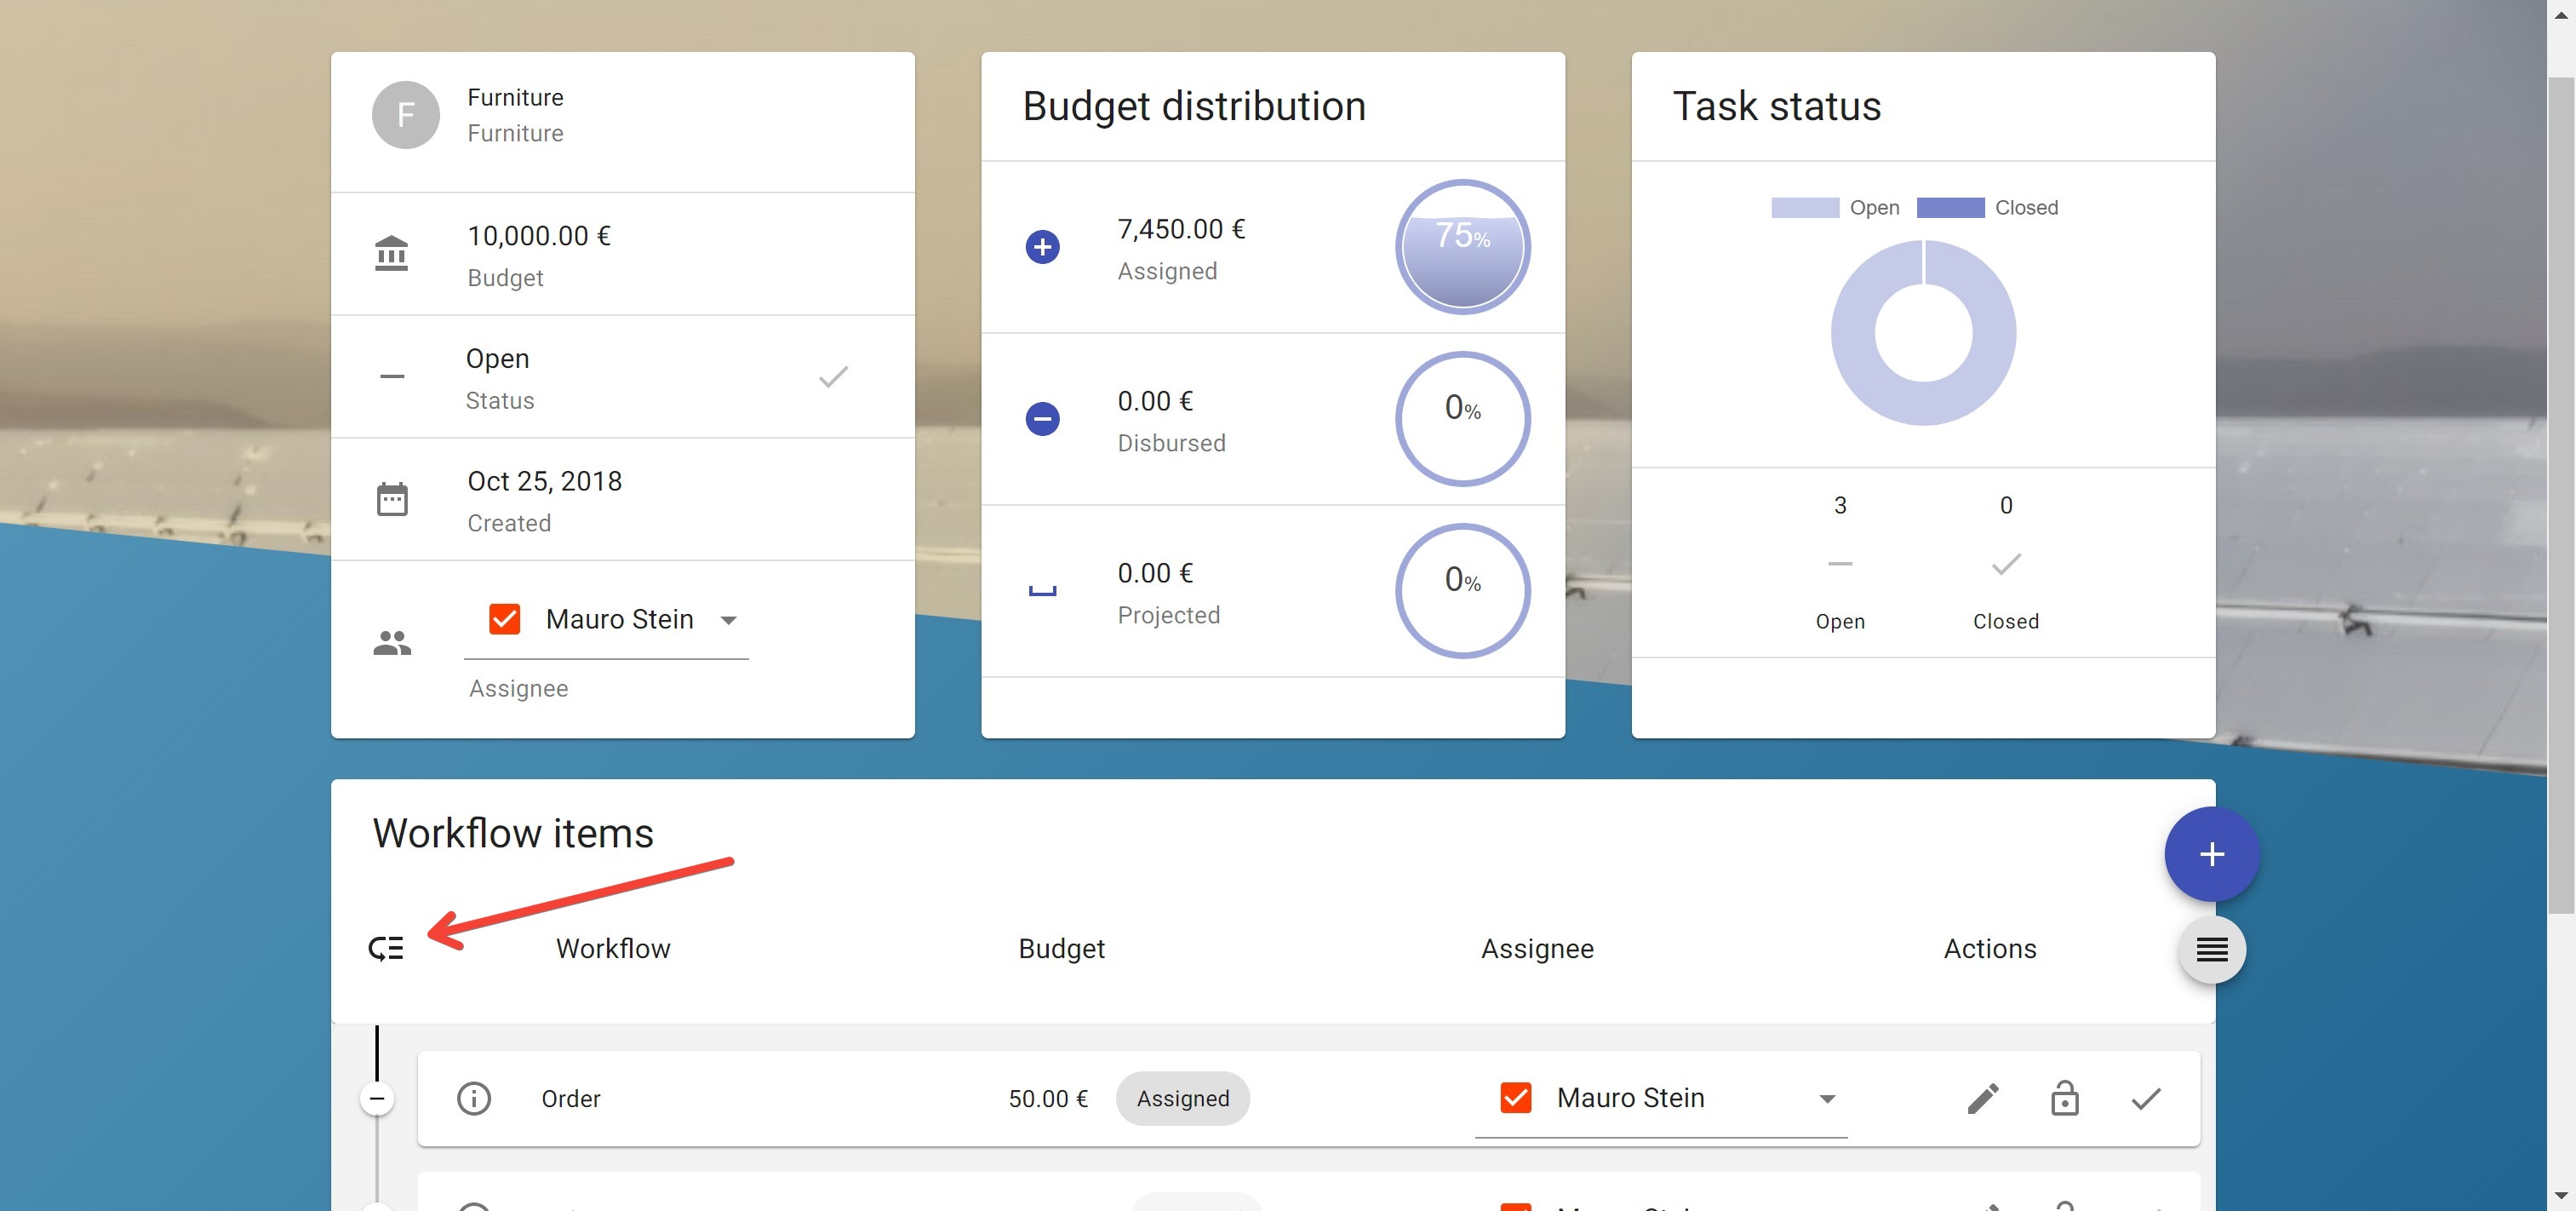 F
Furniture
Furniture
10,000.00 €
Budget
Open
Status
Oct 25, 2018
Created
Mauro Stein
Assignee
Budget distribution
7,450.00 €
Assigned
75%
0.00 €
Disbursed
0%
0.00 €
Projected
0%
Task status
Open Closed
3 0
Open Closed
Workflow items
Workflow Budget Assignee Actions
Order 50.00 € Assigned Mauro Stein